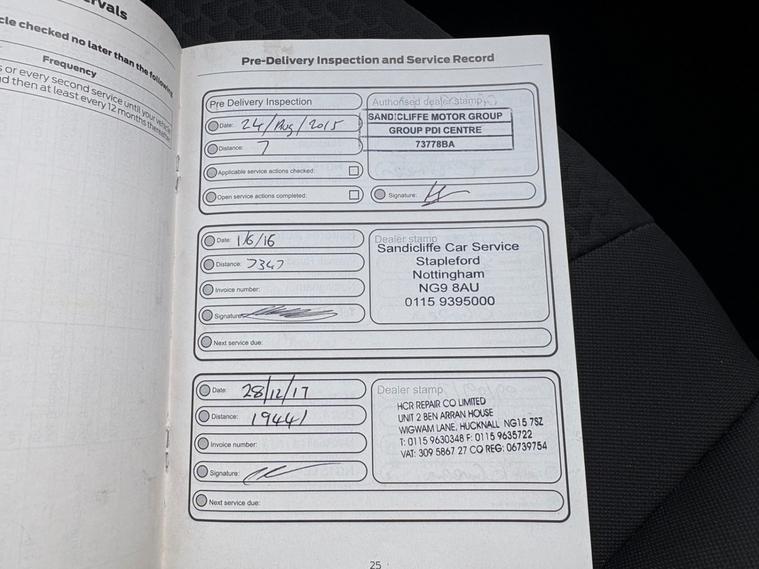 rvals
cle checked no later than the following
Frequency
s or every second service until your vehicle
nd then at least every 12 months thereafter
Pre-Delivery Inspection and Service Record
Pre Delivery Inspection
Date: 24/Aug/2015
Distance: 7
Applicable service actions checked:
Open service actions completed:
Authorised dealer stamp
SANDICLIFFE MOTOR GROUP
GROUP PDI CENTRE
73778BA
Signature:
Date: 1/6/16
Distance: 7347
Invoice number:
Signature:
Next service due:
Dealer stamp
Sandicliffe Car Service
Stapleford
Nottingham
NG9 8AU
0115 9395000
Date: 28/12/17
Distance: 19441
Invoice number:
Signature:
Next service due:
Dealer stamp
HCR REPAIR CO LIMITED
UNIT 2 BEN ARRAN HOUSE
WIGWAM LANE, HUCKNALL NG15 7SZ
T: 0115 9630348 F: 0115 9635722
VAT: 309 5867 27 CO REG: 06739754
25